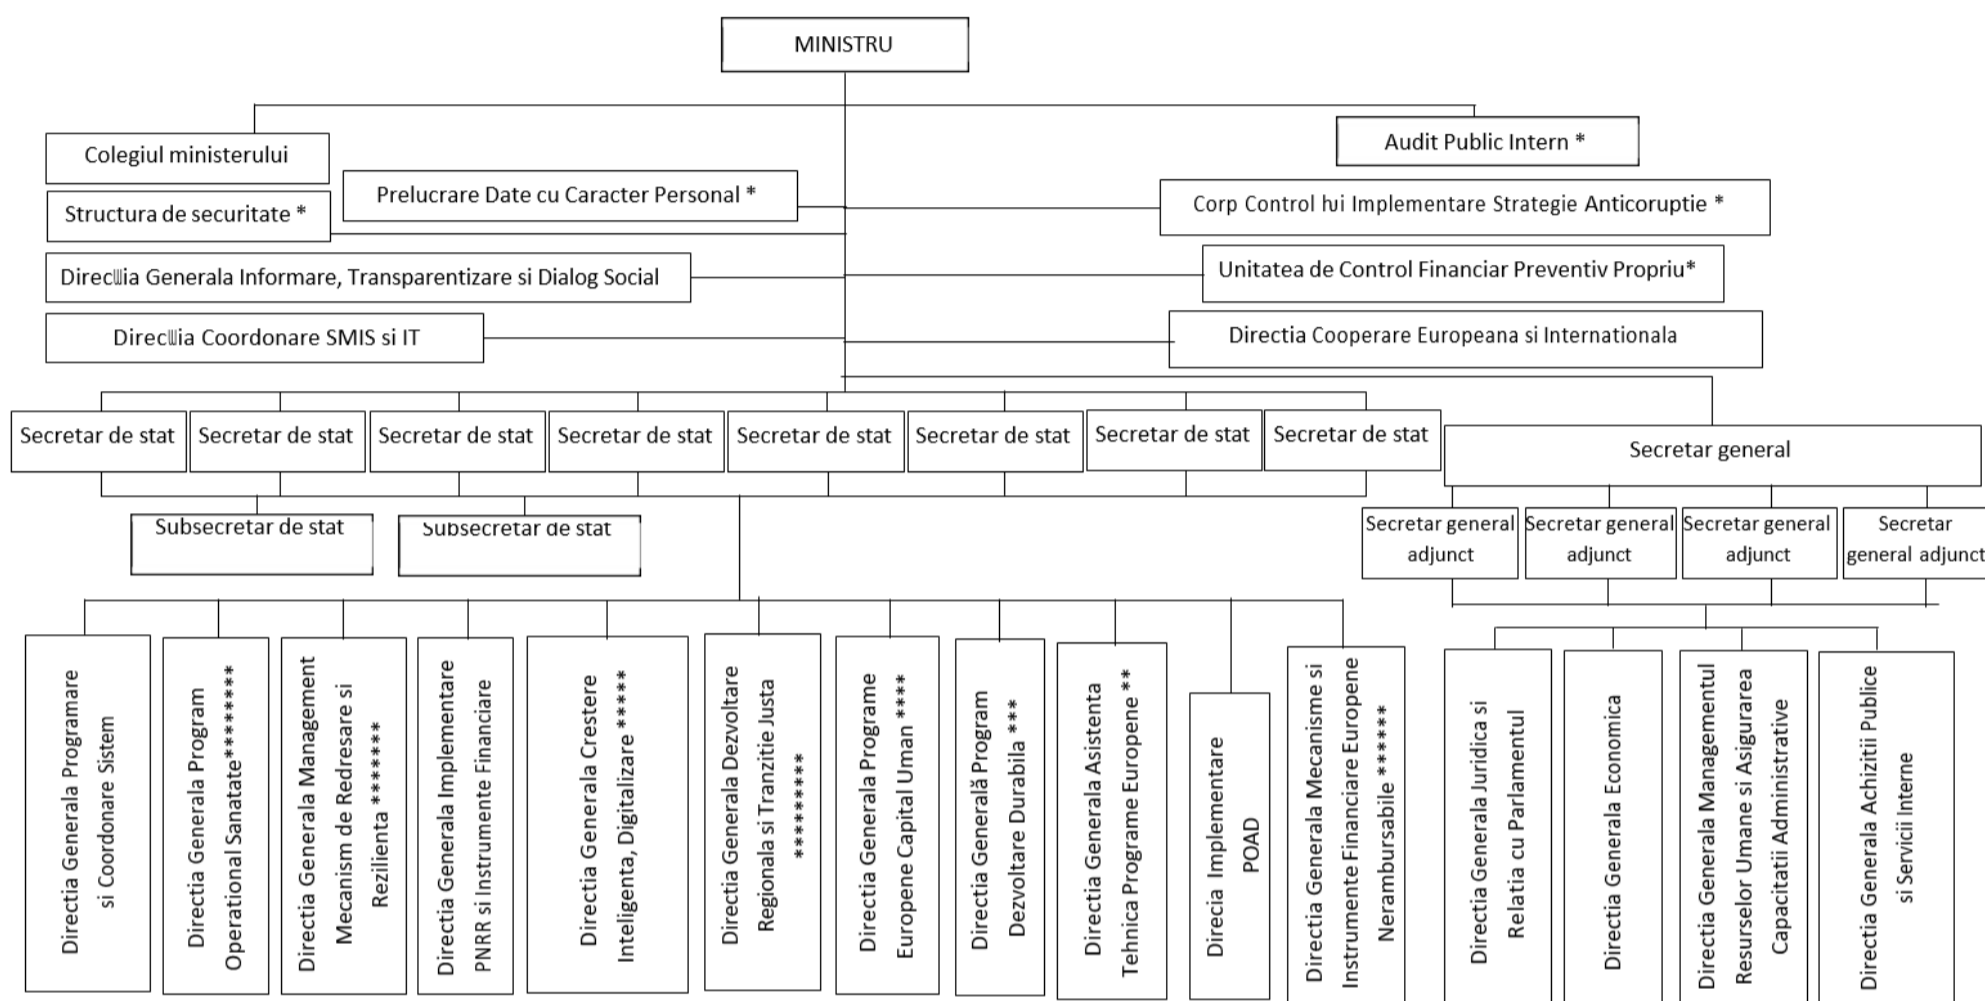 MINISTRU
Colegiul ministerului
Audit Public Intern *
Prelucrare Date cu Caracter Personal *
Structura de securitate *
Corp Control Implementare Strategie Anticoruptie *
Direcшia Generala Informare, Transparentizare si Dialog Social
Unitatea de Control Financiar Preventiv Propriu*
Direcшia Coordonare SMIS si IT
Directia Cooperare Europeana si Internationala
Secretar de stat
Secretar de stat
Secretar de stat
Secretar de stat
Secretar de stat
Secretar de stat
Secretar de stat
Secretar de stat
Secretar general
Subsecretar de stat
Subsecretar de stat
Secretar general
adjunct
Secretar general
adjunct
Secretar general
adjunct
Secretar
general adjunct
Directia Generala Programare
si Coordonare Sistem
Directia Generala Program
Operational Sanatate*********
Directia Generala Management
Mecanism de Redresare si
Rezilienta ********
Directia Generala Implementare
PNRR si Instrumente Financiare
Directia Generala Crestere
Inteligenta, Digitalizare *****
Directia Generala Dezvoltare
Regionala si Tranzitie Justa
**********
Directia Generala Programe
Europene Capital Uman ****
Directia Generală Program
Dezvoltare Durabila ***
Directia Generala Asistenta
Tehnica Programe Europene **
Direcia Implementare
POAD
Directia Generala Mecanisme si
Instrumente Financiare Europene
Nerambursabile *******
Directia Generala Juridica si
Relatia cu Parlamentul
Directia Generala Economica
Directia Generala Managementul
Resurselor Umane si Asigurarea
Capacitatii Administrative
Directia Generala Achizitii Publice
si Servicii Interne